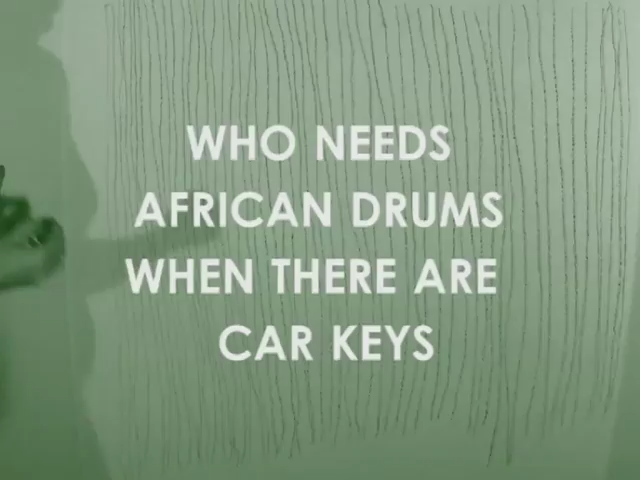 WHO NEEDS
AFRICAN DRUMS
WHEN THERE ARE
CAR KEYS